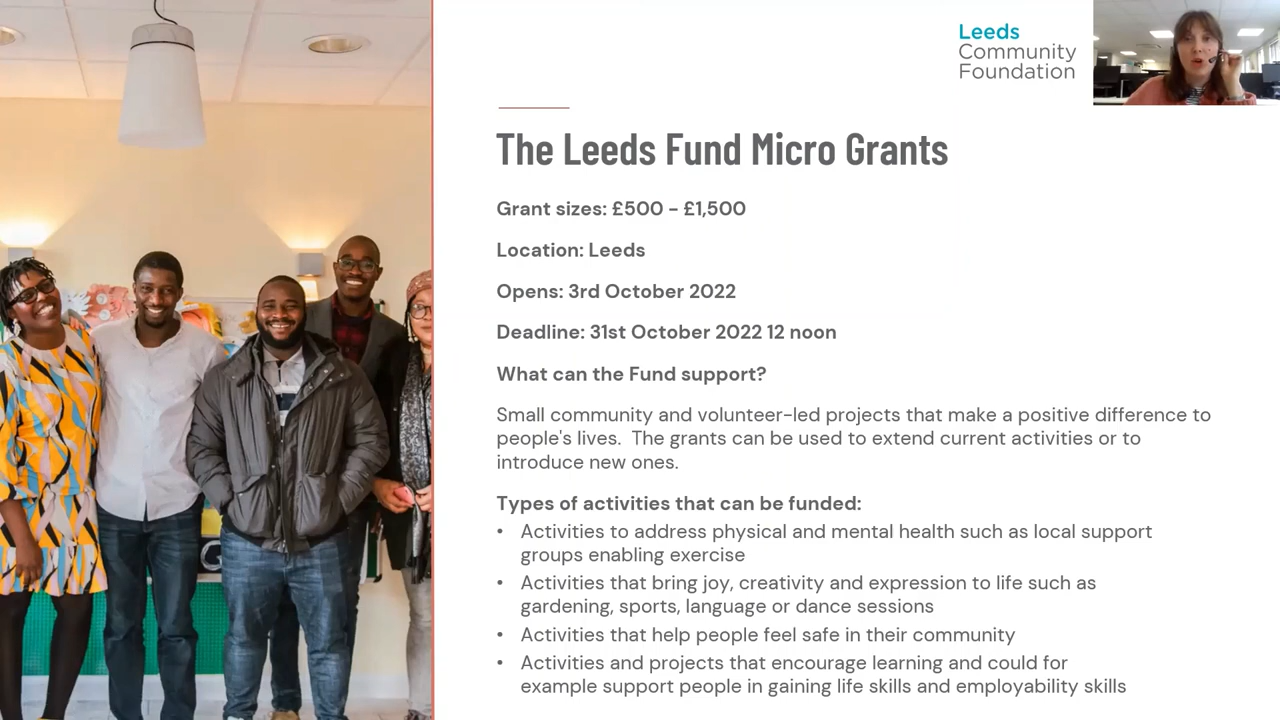 Leeds
Community
Foundation
The Leeds Fund Micro Grants
Grant sizes: £500 - £1,500
Location: Leeds
Opens: 3rd October 2022
Deadline: 31st October 2022 12 noon
What can the Fund support?
Small community and volunteer-led projects that make a positive difference to
people's lives.  The grants can be used to extend current activities or to
introduce new ones.
Types of activities that can be funded:
• Activities to address physical and mental health such as local support
groups enabling exercise
• Activities that bring joy, creativity and expression to life such as
gardening, sports, language or dance sessions
• Activities that help people feel safe in their community
• Activities and projects that encourage learning and could for
example support people in gaining life skills and employability skills